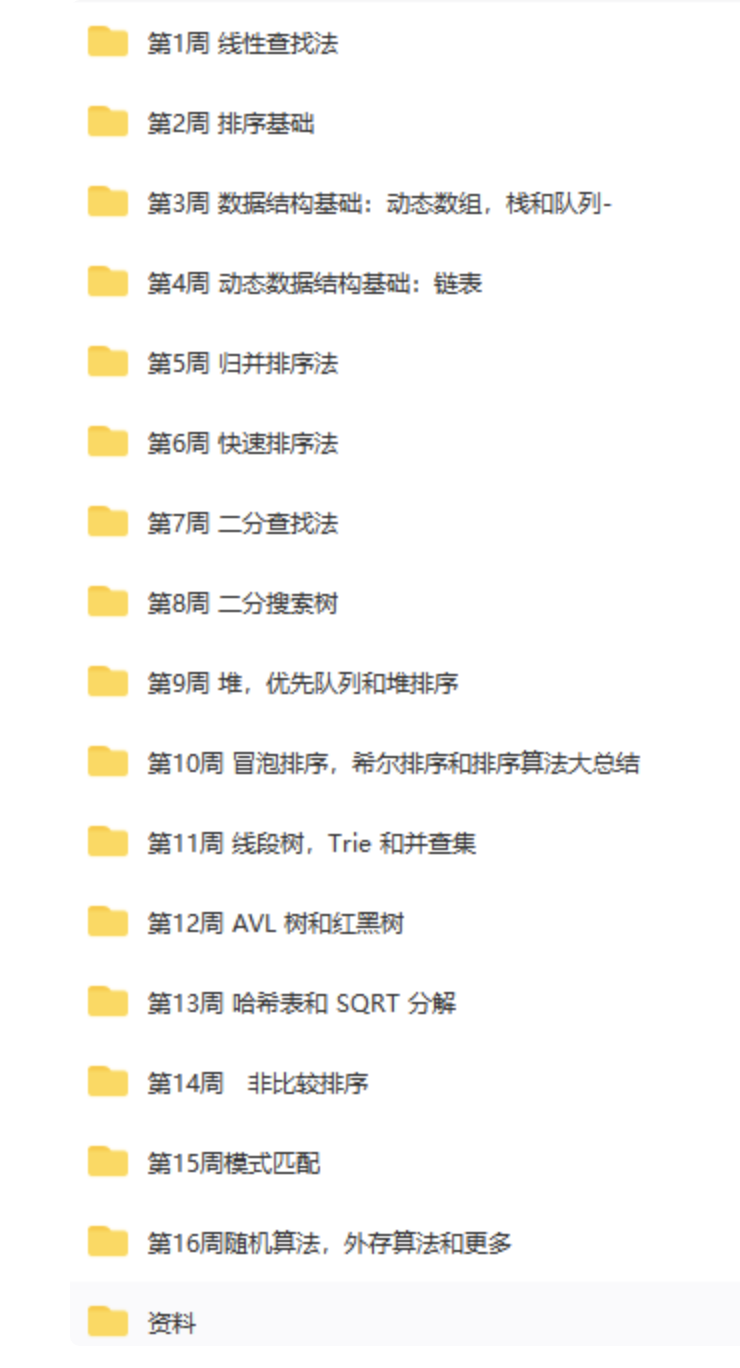 第1周 线性查找法
第2周 排序基础
第3周 数据结构基础：动态数组，栈和队列-
第4周 动态数据结构基础：链表
第5周 归并排序法
第6周 快速排序法
第7周 二分查找法
第8周 二分搜索树
第9周 堆，优先队列和堆排序
第10周 冒泡排序，希尔排序和排序算法大总结
第11周 线段树，Trie 和并查集
第12周 AVL 树和红黑树
第13周 哈希表和 SQRT 分解
第14周　非比较排序
第15周模式匹配
第16周随机算法，外存算法和更多
资料